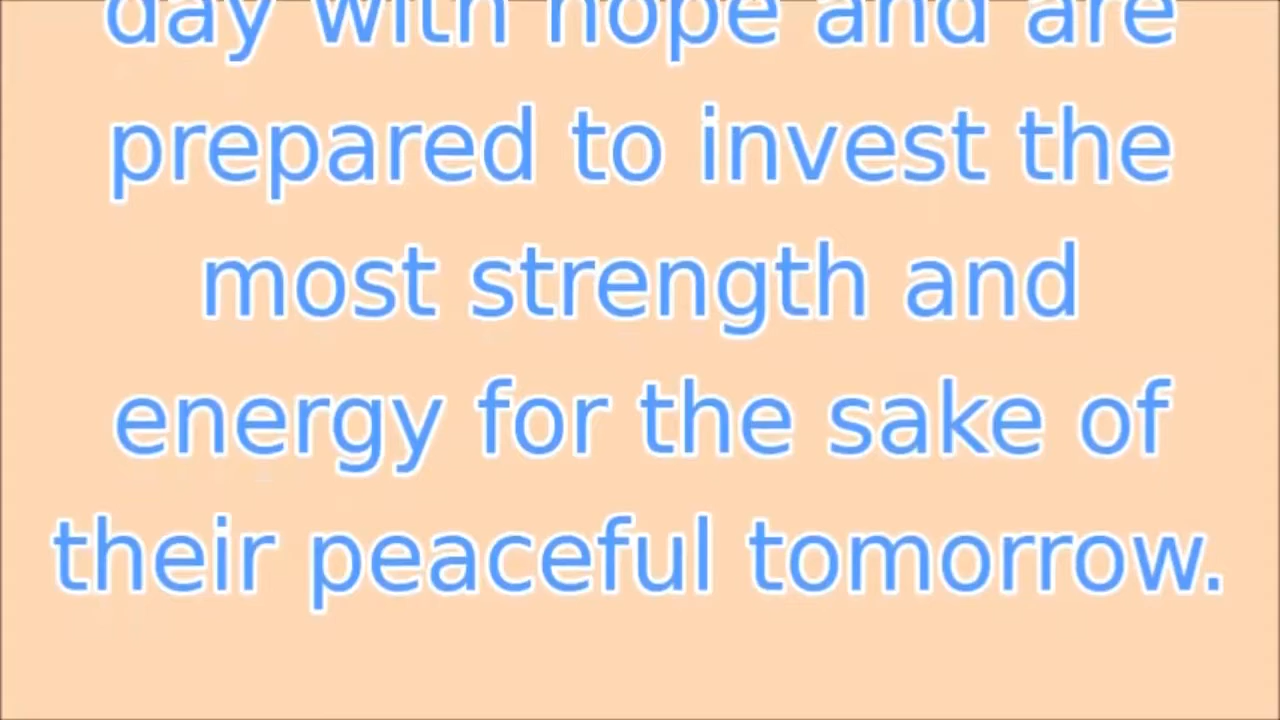 day with hope and are
prepared to invest the
most strength and
energy for the sake of
their peaceful tomorrow.